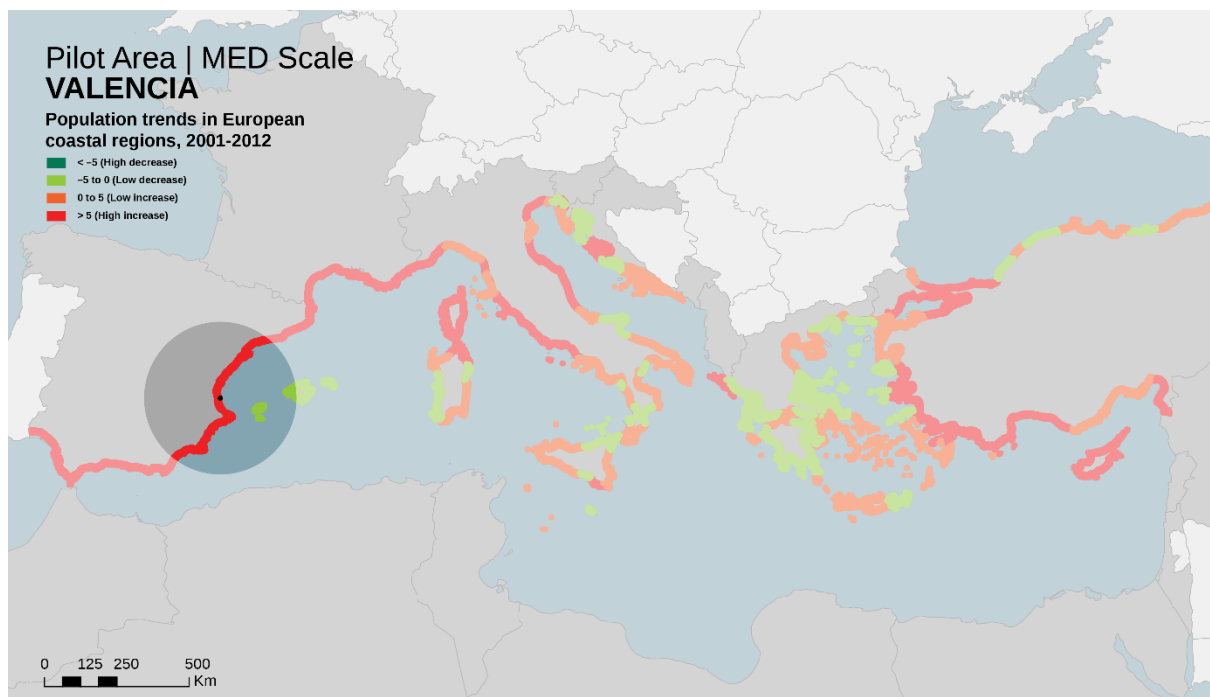 Pilot Area | MED Scale
VALENCIA
Population trends in European
coastal regions, 2001-2012
< –5 (High decrease)
–5 to 0 (Low decrease)
0 to 5 (Low increase)
> 5 (High increase)
0 125 250 500
Km